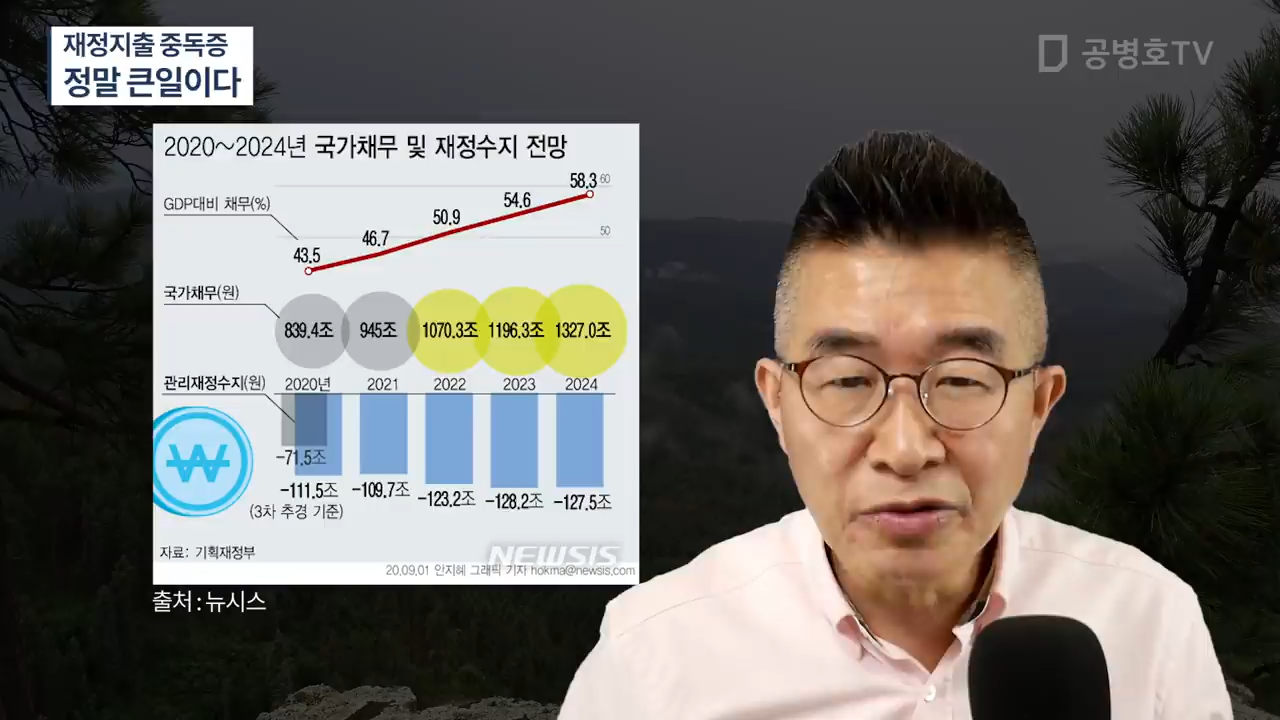 재정지출 중독증
정말 큰일이다
공병호TV
2020~2024년 국가채무 및 재정수지 전망
GDP대비 채무(%)
43.5 46.7 50.9 54.6 58.3
60
50
국가채무(원)
839.4조 945조 1070.3조 1196.3조 1327.0조
관리재정수지(원)
2020년 2021 2022 2023 2024
-71.5조
-111.5조 -109.7조 -123.2조 -128.2조 -127.5조
(3차 추경 기준)
자료: 기획재정부
NEWSIS
20.09.01 안지혜 그래픽 기자 hokma@newsis.com
출처 : 뉴시스